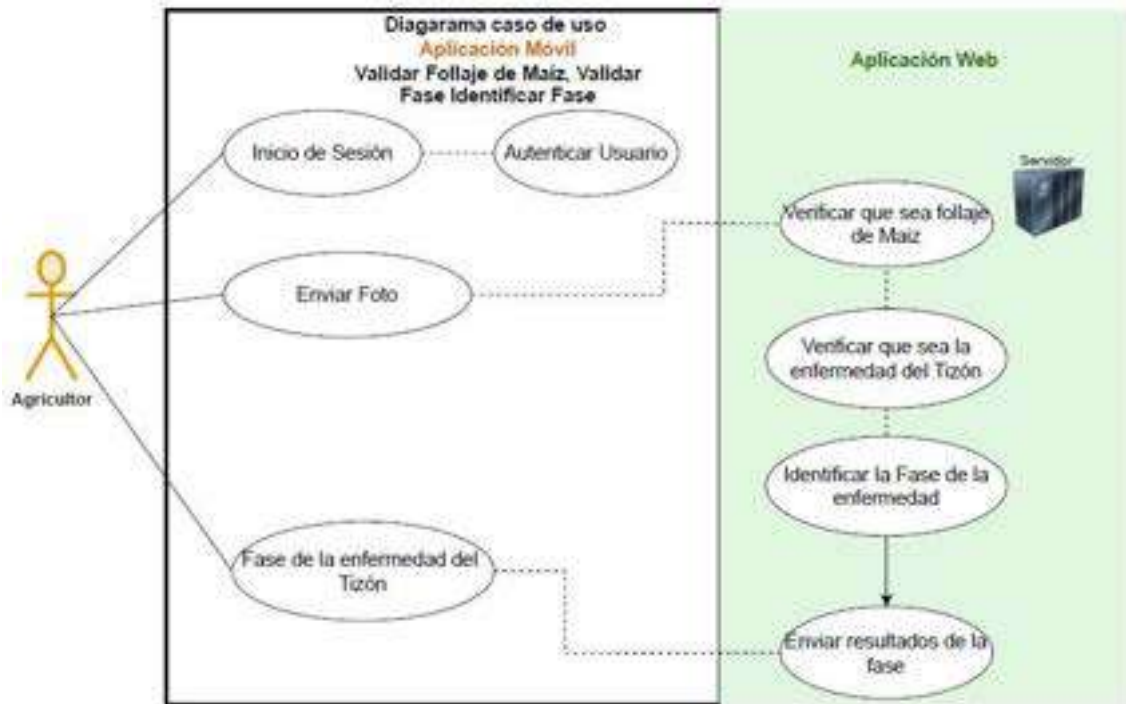 Diagarama caso de uso
Aplicación Móvil
Validar Follaje de Maíz, Validar
Fase Identificar Fase
Aplicación Web
Inicio de Sesión
Autenticar Usuario
Servidor
Verificar que sea follaje
de Maiz
Enviar Foto
Verificar que sea la
enfermedad del Tizón
Agricultor
Identificar la Fase de la
enfermedad
Fase de la enfermedad del
Tizón
Enviar resultados de la
fase